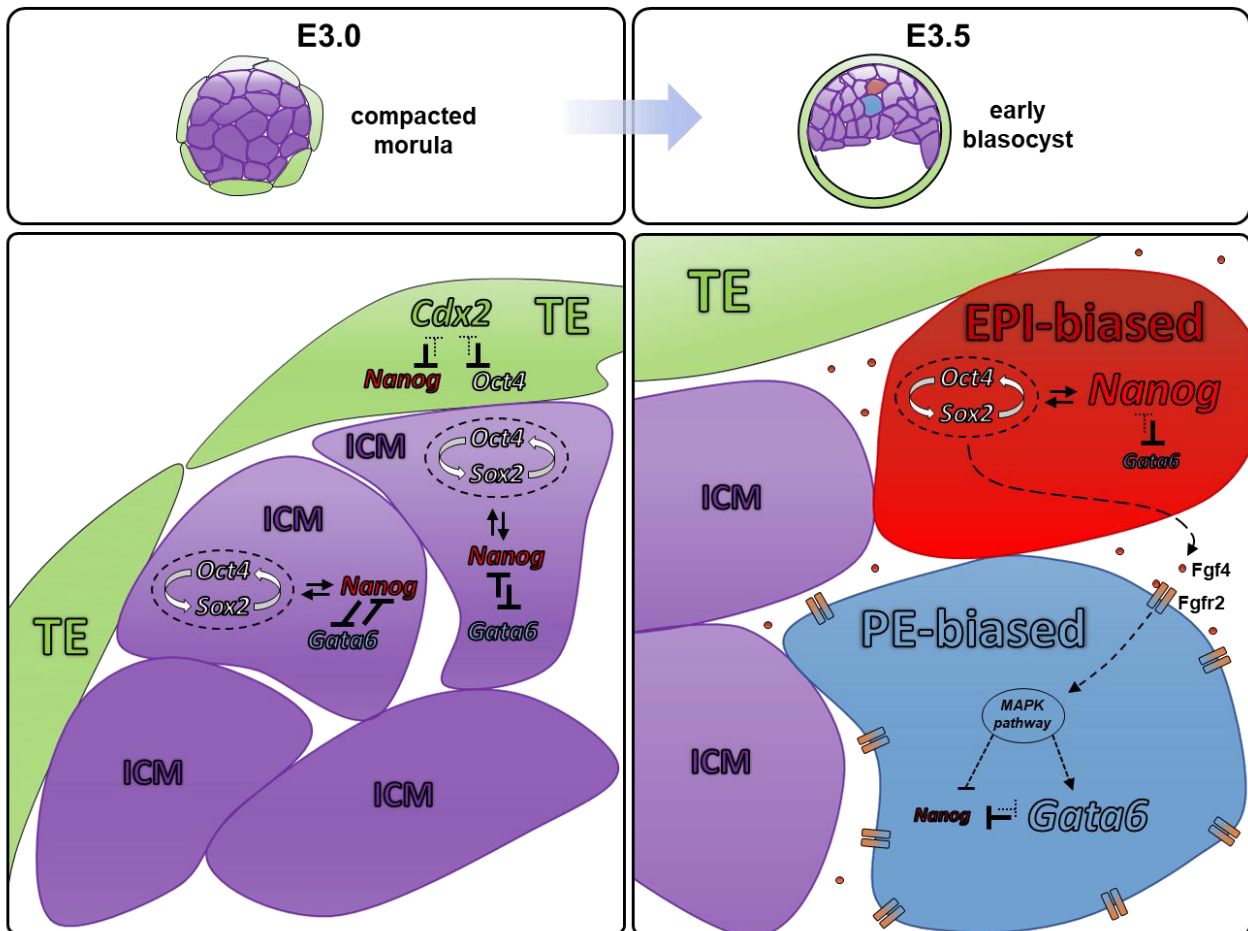 E3.0
compacted
morula
E3.5
early
blasocyst
TE
Cdx2
Nanog
Oct4
ICM
Oct4
Sox2
Nanog
Gata6
ICM
Oct4
Sox2
Nanog
Gata6
TE
ICM
ICM
TE
EPI-biased
Oct4
Sox2
Nanog
Gata6
ICM
Fgf4
Fgfr2
PE-biased
MAPK
pathway
ICM
Nanog
Gata6